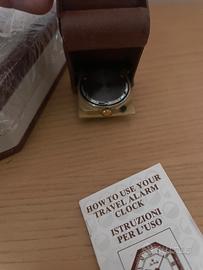 HOW TO USE YOUR
TRAVEL ALARM
CLOCK
ISTRUZIONI
PER L'USO